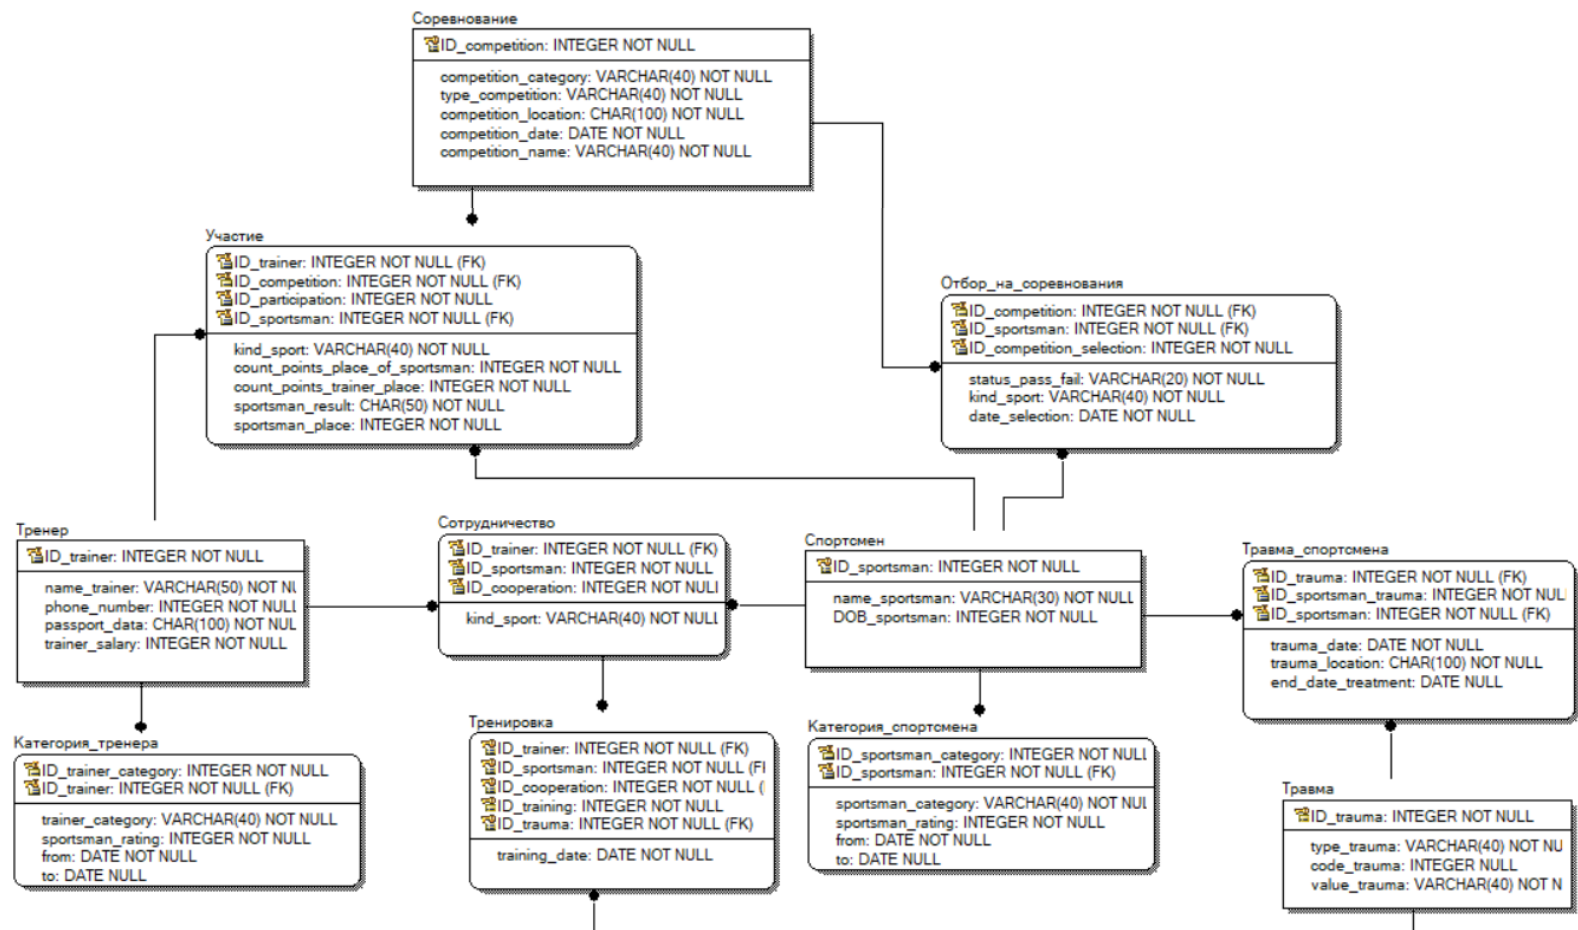 Соревнование
ID_competition: INTEGER NOT NULL
competition_category: VARCHAR(40) NOT NULL
type_competition: VARCHAR(40) NOT NULL
competition_location: CHAR(100) NOT NULL
competition_date: DATE NOT NULL
competition_name: VARCHAR(40) NOT NULL
Участие
ID_trainer: INTEGER NOT NULL (FK)
ID_competition: INTEGER NOT NULL (FK)
ID_participation: INTEGER NOT NULL
ID_sportsman: INTEGER NOT NULL (FK)
kind_sport: VARCHAR(40) NOT NULL
count_points_place_of_sportsman: INTEGER NOT NULL
count_points_trainer_place: INTEGER NOT NULL
sportsman_result: CHAR(50) NOT NULL
sportsman_place: INTEGER NOT NULL
Отбор_на_соревнования
ID_competition: INTEGER NOT NULL (FK)
ID_sportsman: INTEGER NOT NULL (FK)
ID_competition_selection: INTEGER NOT NULL
status_pass_fail: VARCHAR(20) NOT NULL
kind_sport: VARCHAR(40) NOT NULL
date_selection: DATE NOT NULL
Тренер
ID_trainer: INTEGER NOT NULL
name_trainer: VARCHAR(50) NOT NU
phone_number: INTEGER NOT NULL
passport_data: CHAR(100) NOT NUL
trainer_salary: INTEGER NOT NULL
Сотрудничество
ID_trainer: INTEGER NOT NULL (FK)
ID_sportsman: INTEGER NOT NULL
ID_cooperation: INTEGER NOT NULL
kind_sport: VARCHAR(40) NOT NULL
Спортсмен
ID_sportsman: INTEGER NOT NULL
name_sportsman: VARCHAR(30) NOT NULL
DOB_sportsman: INTEGER NOT NULL
Травма_спортсмена
ID_trauma: INTEGER NOT NULL (FK)
ID_sportsman_trauma: INTEGER NOT NUL
ID_sportsman: INTEGER NOT NULL (FK)
trauma_date: DATE NOT NULL
trauma_location: CHAR(100) NOT NULL
end_date_treatment: DATE NULL
Категория_тренера
ID_trainer_category: INTEGER NOT NULL
ID_trainer: INTEGER NOT NULL (FK)
trainer_category: VARCHAR(40) NOT NULL
sportsman_rating: INTEGER NOT NULL
from: DATE NOT NULL
to: DATE NULL
Тренировка
ID_trainer: INTEGER NOT NULL (FK)
ID_sportsman: INTEGER NOT NULL (F
ID_cooperation: INTEGER NOT NULL (
ID_training: INTEGER NOT NULL
ID_trauma: INTEGER NOT NULL (FK)
training_date: DATE NOT NULL
Категория_спортсмена
ID_sportsman_category: INTEGER NOT NULL
ID_sportsman: INTEGER NOT NULL (FK)
sportsman_category: VARCHAR(40) NOT NUL
sportsman_rating: INTEGER NOT NULL
from: DATE NOT NULL
to: DATE NULL
Травма
ID_trauma: INTEGER NOT NULL
type_trauma: VARCHAR(40) NOT NU
code_trauma: INTEGER NULL
value_trauma: VARCHAR(40) NOT N